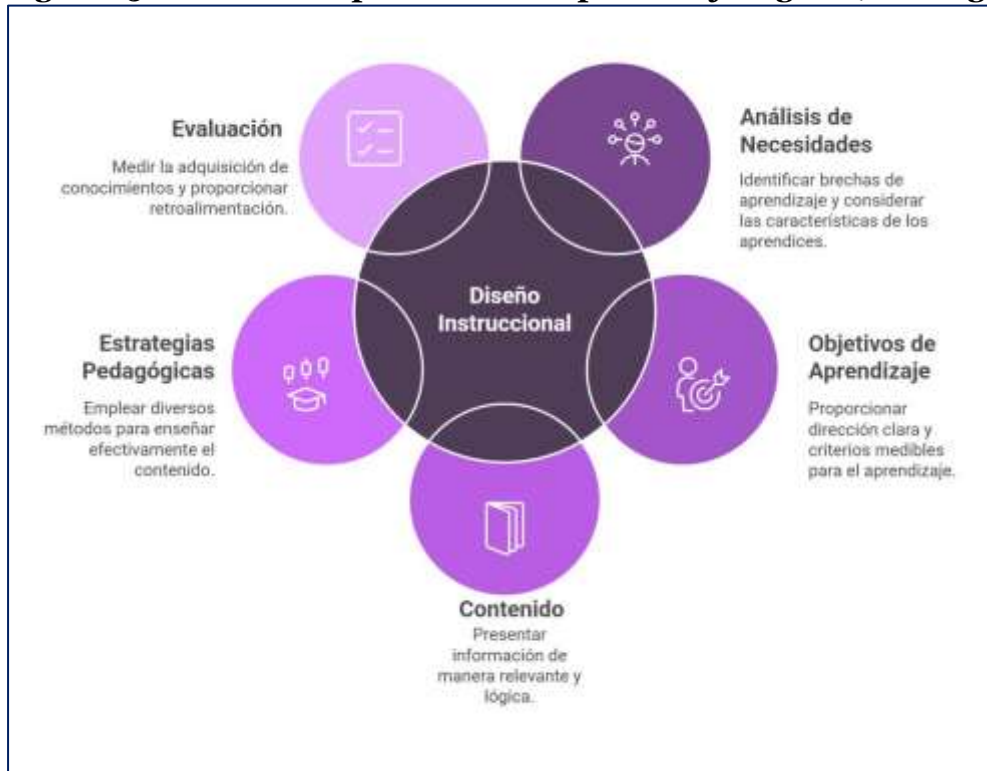 Evaluación
Medir la adquisición de
conocimientos y proporcionar
retroalimentación.
Análisis de
Necesidades
Identificar brechas de
aprendizaje y considerar
las características de los
aprendices.
Diseño
Instruccional
Estrategias
Pedagógicas
Emplear diversos
métodos para enseñar
efectivamente el
contenido.
Objetivos de
Aprendizaje
Proporcionar
dirección clara y
criterios medibles
para el aprendizaje.
Contenido
Presentar
información de
manera relevante y
lógica.